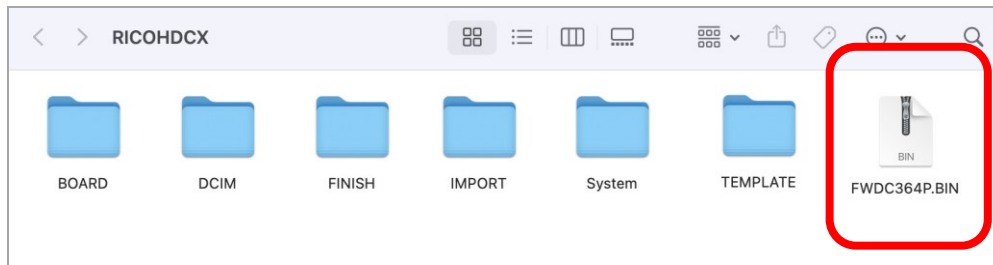 RICOHDCX
BIN
BOARD DCIM FINISH IMPORT System TEMPLATE FWDC364P.BIN